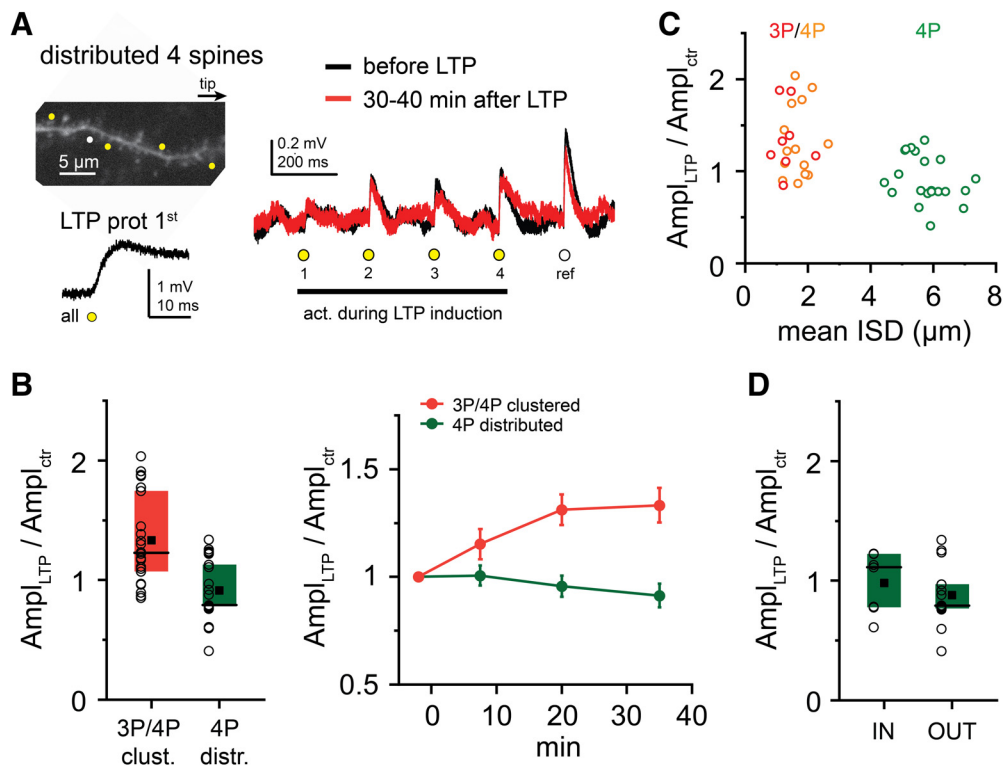 A
distributed 4 spines
tip
5 µm
LTP prot 1st
1 mV
10 ms
all
before LTP
30-40 min after LTP
0.2 mV
200 ms
1 2 3 4 ref
act. during LTP induction
C
3P/4P 4P
AmplLTP / Amplctr
2
1
0
0 2 4 6 8
mean ISD (µm)
B
AmplLTP / Amplctr
2
1
0
3P/4P
clust.
4P
distr.
3P/4P clustered
4P distributed
AmplLTP / Amplctr
1.5
1
0.5
0 10 20 30 40
min
D
AmplLTP / Amplctr
2
1
0
IN OUT